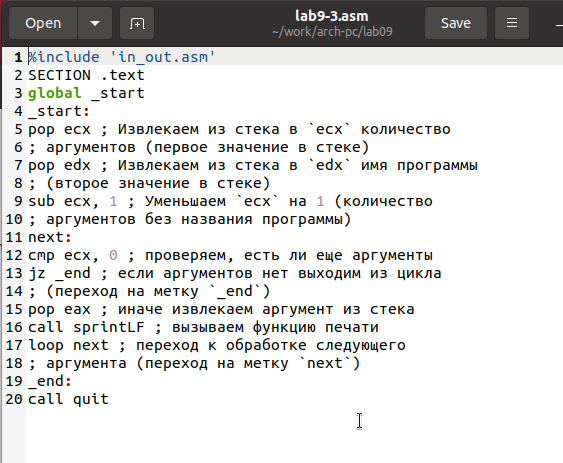 Open
lab9-3.asm
~/work/arch-pc/lab09
Save
1 %include 'in_out.asm'
2 SECTION .text
3 global _start
4 _start:
5 pop ecx ; Извлекаем из стека в `ecx` количество
6 ; аргументов (первое значение в стеке)
7 pop edx ; Извлекаем из стека в `edx` имя программы
8 ; (второе значение в стеке)
9 sub ecx, 1 ; Уменьшаем `ecx` на 1 (количество
10 ; аргументов без названия программы)
11 next:
12 cmp ecx, 0 ; проверяем, есть ли еще аргументы
13 jz _end ; если аргументов нет выходим из цикла
14 ; (переход на метку `_end`)
15 pop eax ; иначе извлекаем аргумент из стека
16 call sprintLF ; вызываем функцию печати
17 loop next ; переход к обработке следующего
18 ; аргумента (переход на метку `next`)
19 _end:
20 call quit